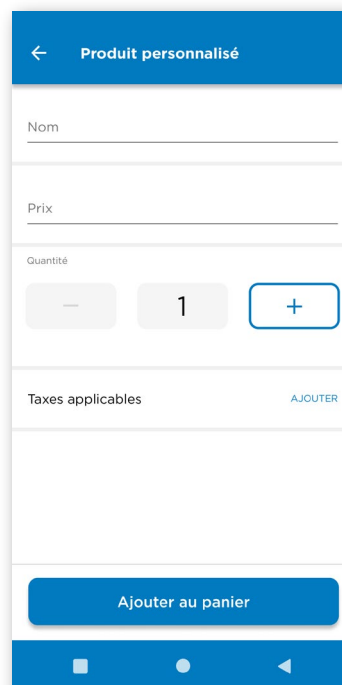 Produit personnalisé
Nom
Prix
Quantité
1
Taxes applicables AJOUTER
Ajouter au panier